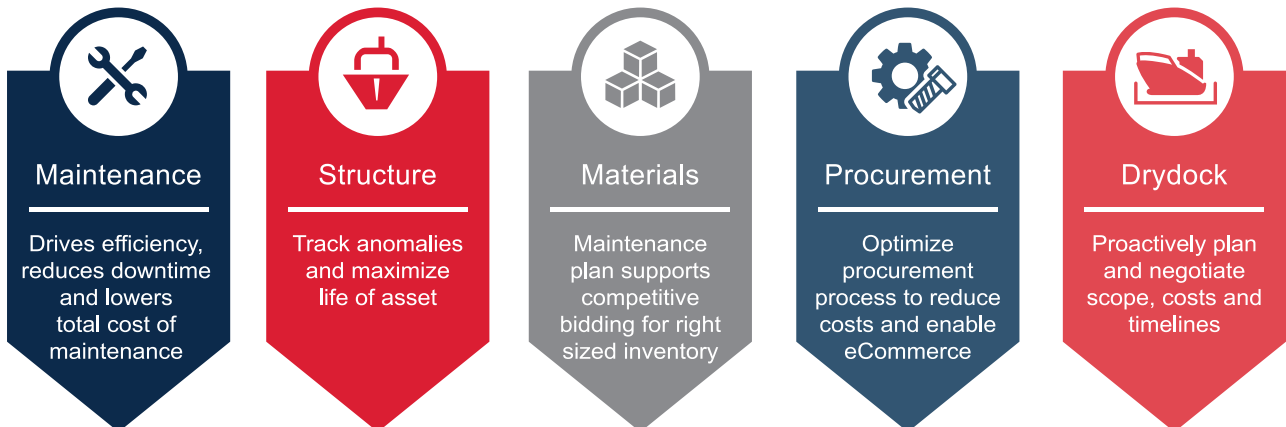 Maintenance
Drives efficiency,
reduces downtime
and lowers
total cost of
maintenance
Structure
Track anomalies
and maximize
life of asset
Materials
Maintenance
plan supports
competitive
bidding for right
sized inventory
Procurement
Optimize
procurement
process to reduce
costs and enable
eCommerce
Drydock
Proactively plan
and negotiate
scope, costs and
timelines